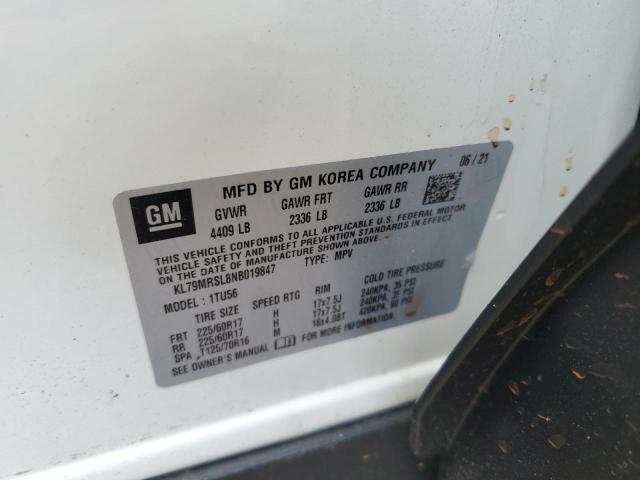 MFD BY GM KOREA COMPANY 06/21
GM
GVWR GAWR FRT GAWR RR
4409 LB 2336 LB 2336 LB
THIS VEHICLE CONFORMS TO ALL APPLICABLE U.S. FEDERAL MOTOR
VEHICLE SAFETY AND THEFT PREVENTION STANDARDS IN EFFECT
ON THE DATE OF MANUFACTURE SHOWN ABOVE.
KL79MRSL8NB019847 TYPE: MPV
MODEL: 1TU56
TIRE SIZE SPEED RTG RIM COLD TIRE PRESSURE
FRT 225/60R17 H 17x7.5J 240KPA, 35 PSI
RR 225/60R17 H 17x7.5J 240KPA, 35 PSI
SPA T125/70R16 M 16x4.0BT 420KPA, 60 PSI
SEE OWNER'S MANUAL FOR MORE INFORMATION